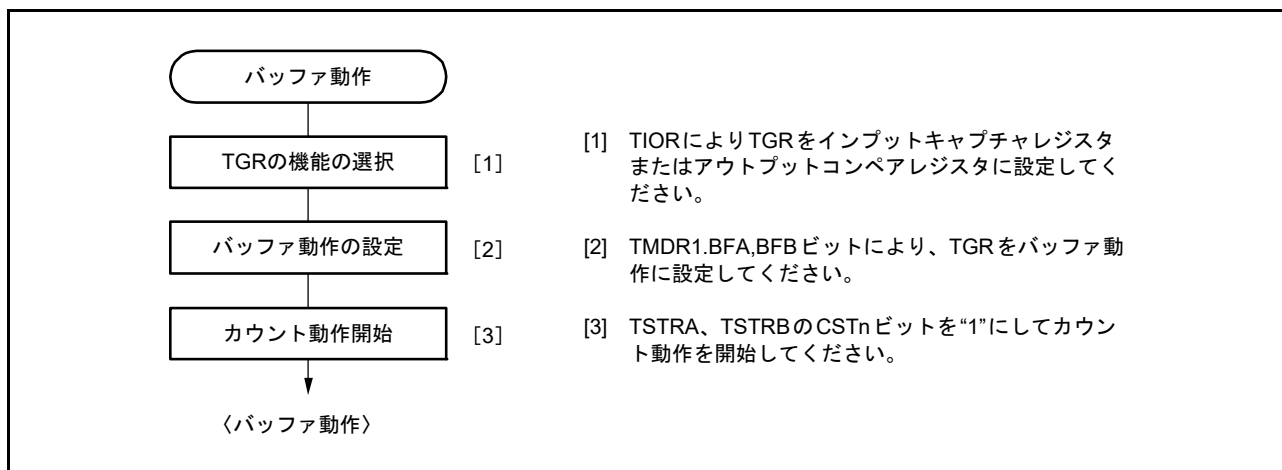 バッファ動作
TGRの機能の選択 [1]
バッファ動作の設定 [2]
カウント動作開始 [3]
〈バッファ動作〉
[1] TIORによりTGRをインプットキャプチャレジスタ
またはアウトプットコンペアレジスタに設定してく
ださい。
[2] TMDR1.BFA,BFBビットにより、TGRをバッファ動
作に設定してください。
[3] TSTRA、TSTRBのCSTnビットを“1”にしてカウン
ト動作を開始してください。